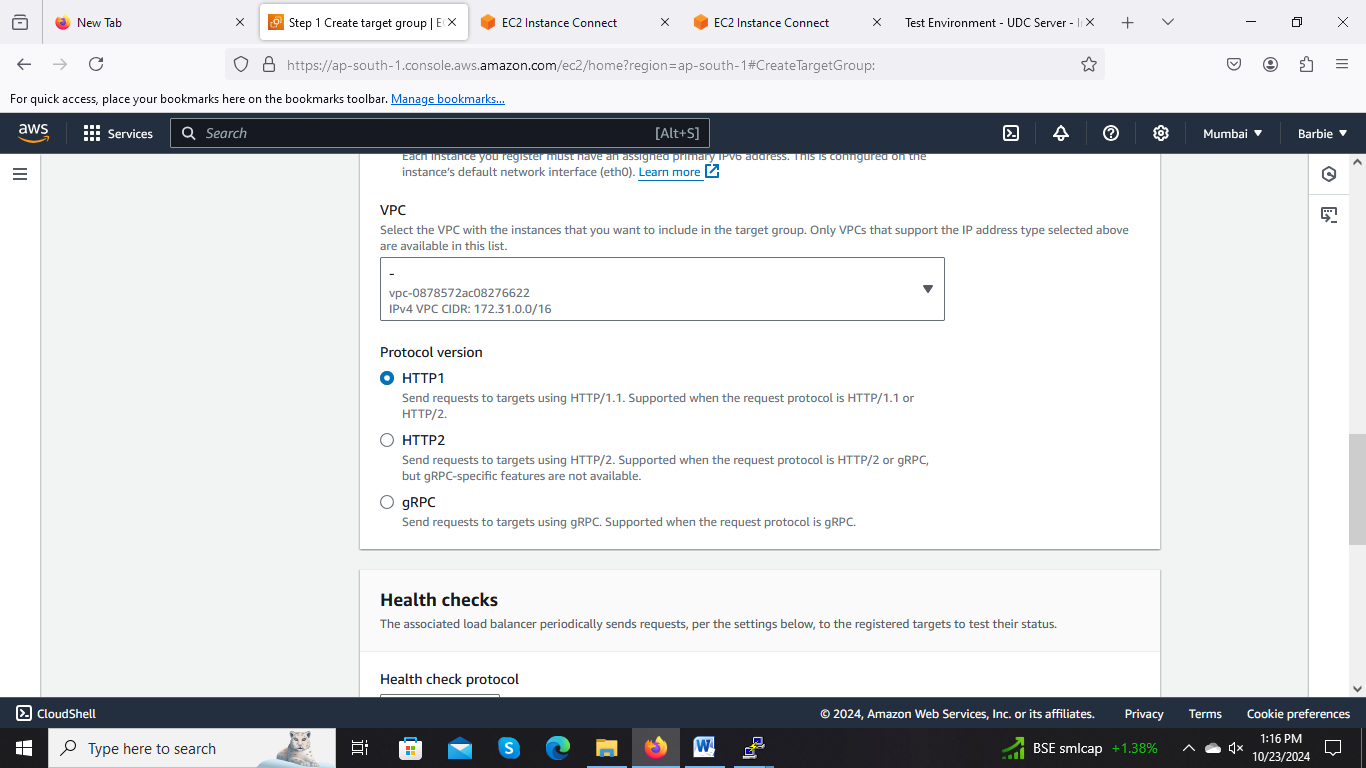 New Tab
Step 1 Create target group | E
EC2 Instance Connect
EC2 Instance Connect
Test Environment - UDC Server -
https://ap-south-1.console.aws.amazon.com/ec2/home?region=ap-south-1#CreateTargetGroup:
For quick access, place your bookmarks here on the bookmarks toolbar. Manage bookmarks...
aws
Services
Search
[Alt+S]
Mumbai
Barbie
Each instance you register must have an assigned primary IPv6 address. This is configured on the
instance's default network interface (eth0). Learn more
VPC
Select the VPC with the instances that you want to include in the target group. Only VPCs that support the IP address type selected above
are available in this list.
-
vpc-0878572ac08276622
IPv4 VPC CIDR: 172.31.0.0/16
Protocol version
HTTP1
Send requests to targets using HTTP/1.1. Supported when the request protocol is HTTP/1.1 or
HTTP/2.
HTTP2
Send requests to targets using HTTP/2. Supported when the request protocol is HTTP/2 or gRPC,
but gRPC-specific features are not available.
gRPC
Send requests to targets using gRPC. Supported when the request protocol is gRPC.
Health checks
The associated load balancer periodically sends requests, per the settings below, to the registered targets to test their status.
Health check protocol
CloudShell
© 2024, Amazon Web Services, Inc. or its affiliates.
Privacy
Terms
Cookie preferences
Type here to search
BSE smlcap +1.38%
1:16 PM
10/23/2024